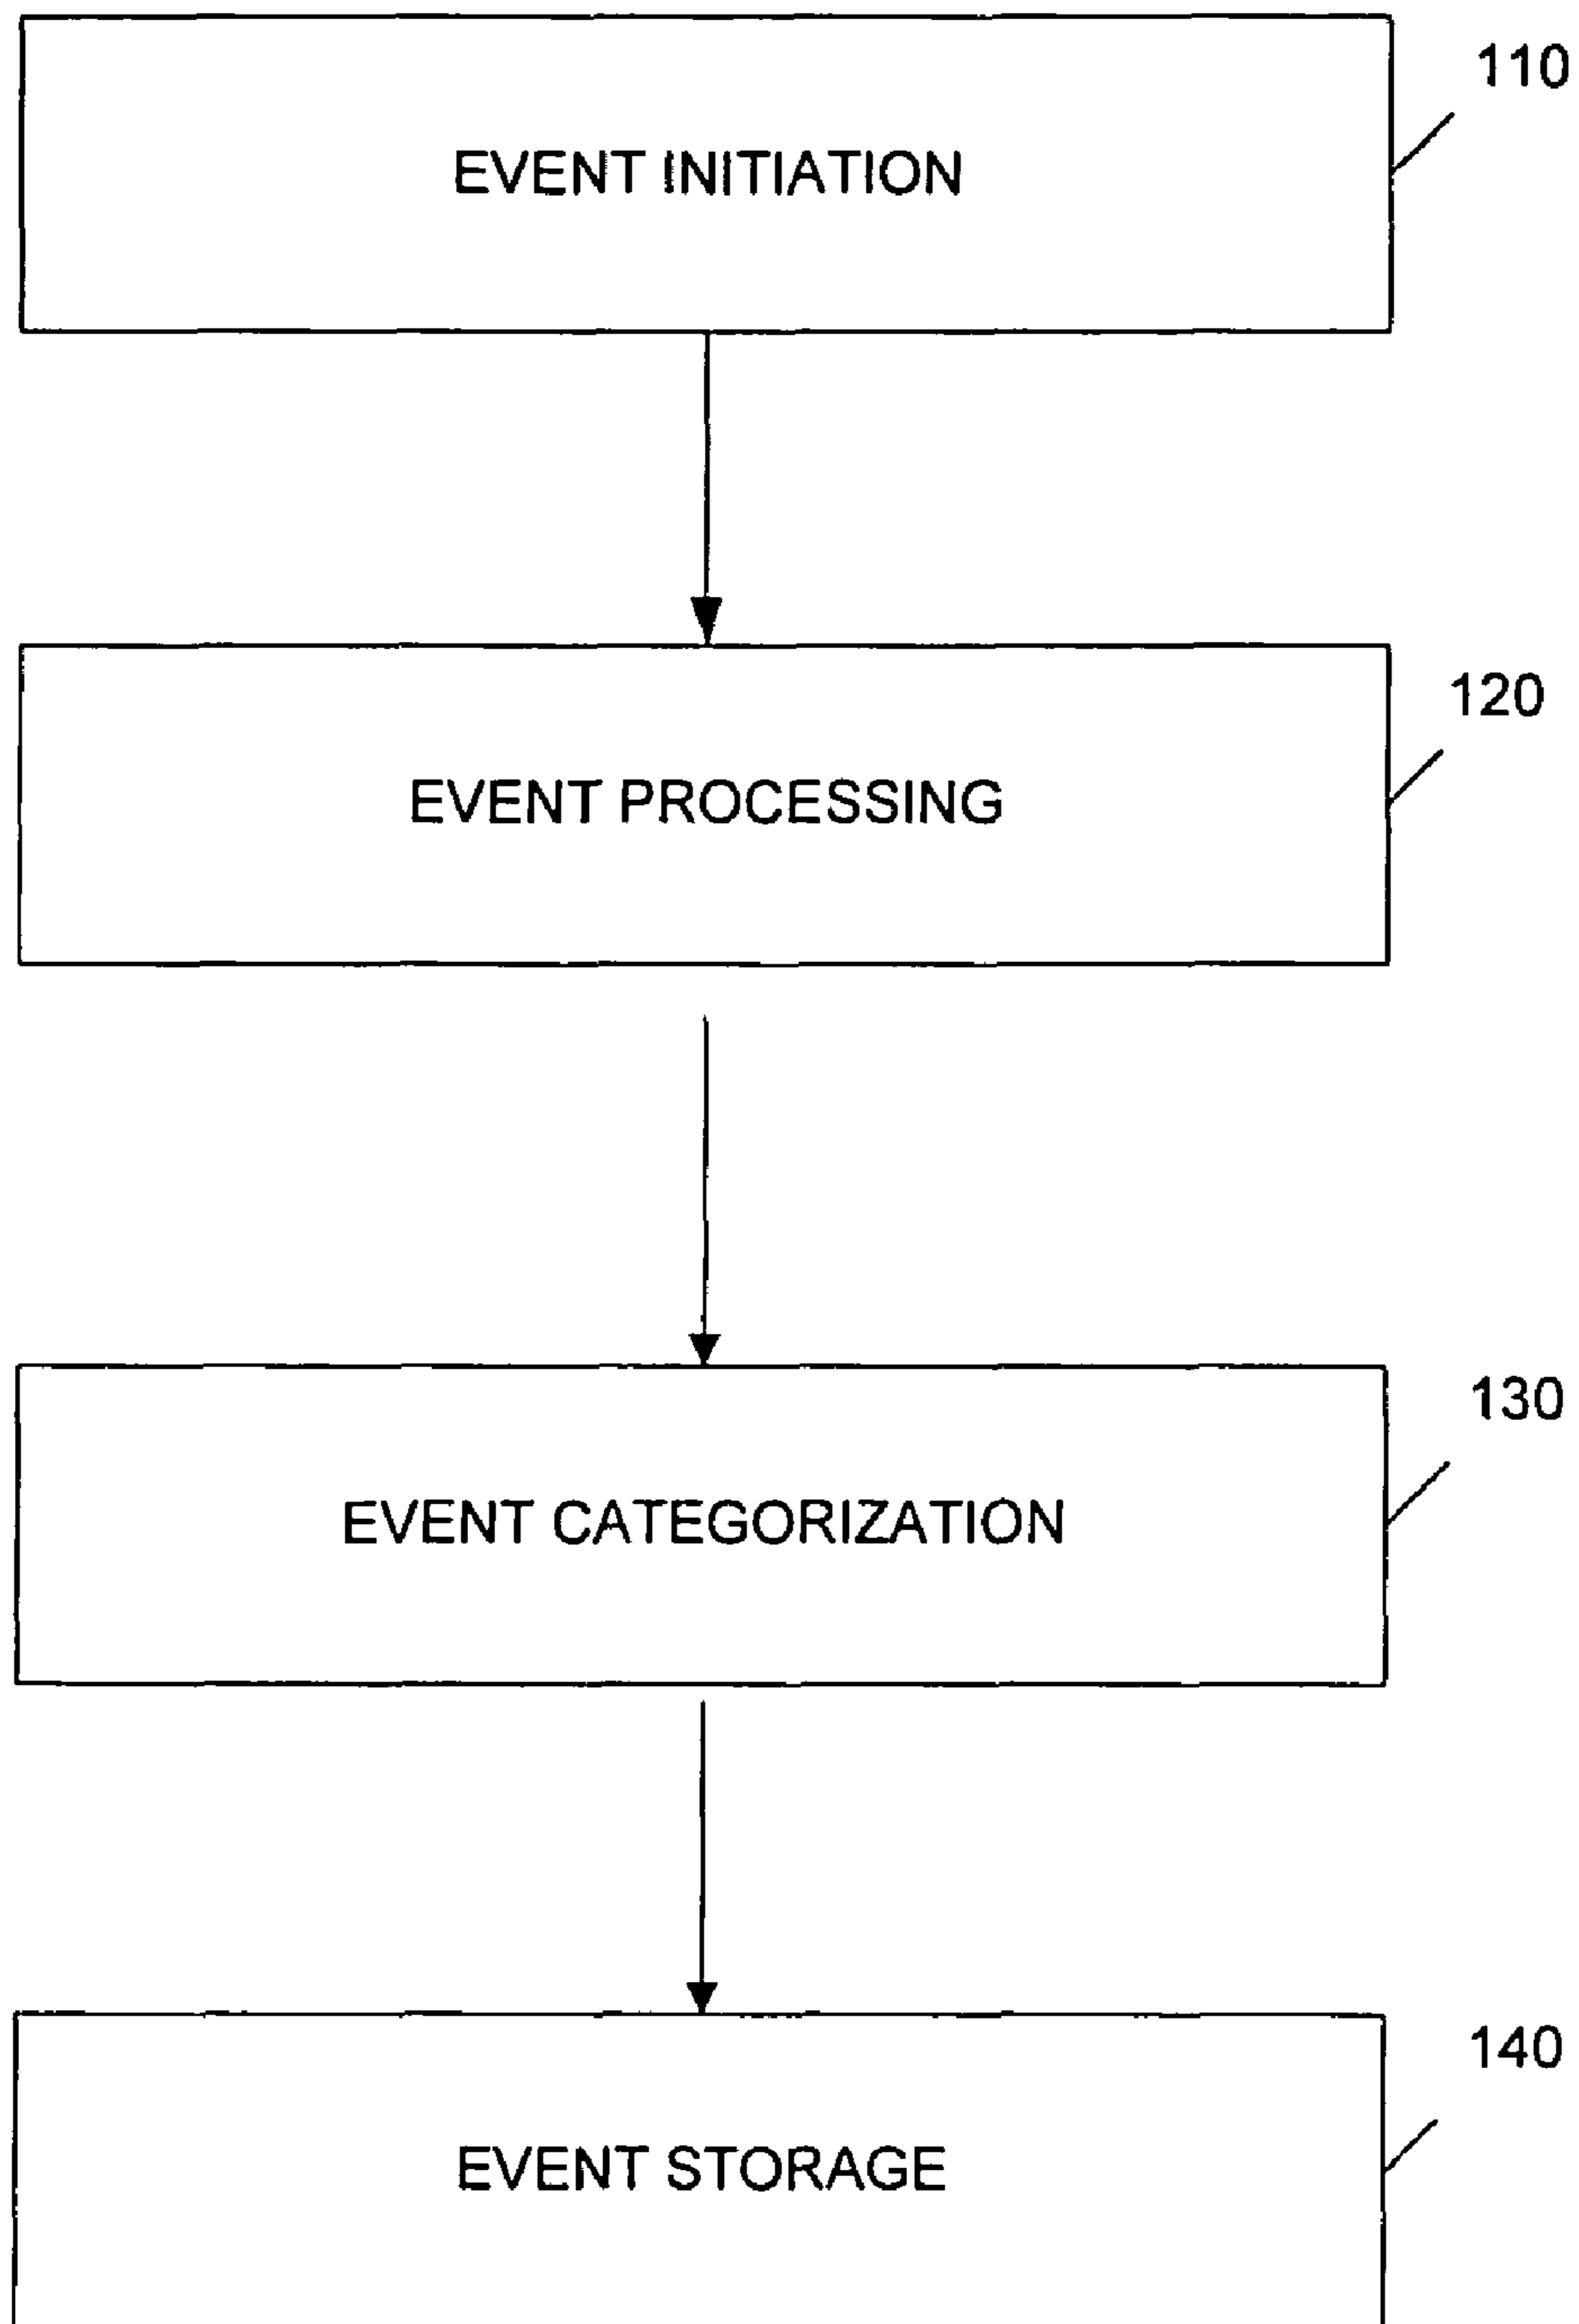 110
EVENT INITIATION
120
EVENT PROCESSING
130
EVENT CATEGORIZATION
140
EVENT STORAGE